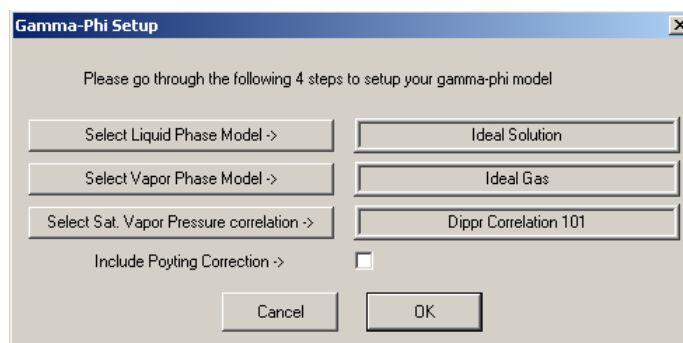 Gamma-Phi Setup
Please go through the following 4 steps to setup your gamma-phi model
Select Liquid Phase Model -> Ideal Solution
Select Vapor Phase Model -> Ideal Gas
Select Sat. Vapor Pressure correlation -> Dippr Correlation 101
Include Poyting Correction ->
Cancel OK